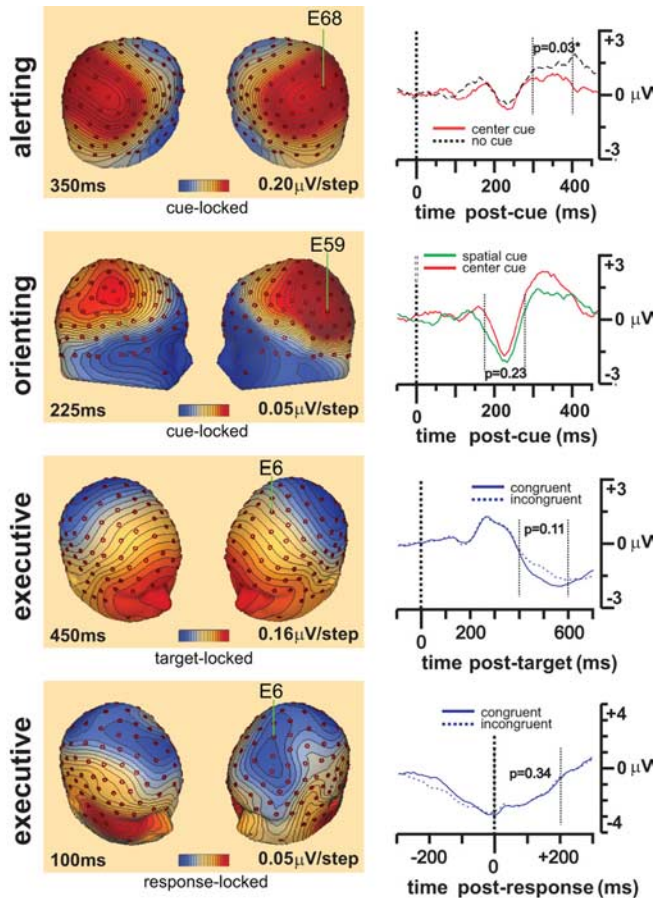 alerting
E68
350ms
0.20μV/step
cue-locked
p=0.03*
+3
μV
-3
center cue
no cue
0 200 400
time post-cue (ms)
orienting
E59
225ms
0.05μV/step
cue-locked
spatial cue
center cue
+3
0 μV
-3
p=0.23
0 200 400
time post-cue (ms)
executive
E6
450ms
0.16μV/step
target-locked
congruent
incongruent
p=0.11
+3
0 μV
-3
0 200 600
time post-target (ms)
executive
E6
100ms
0.05μV/step
response-locked
congruent
incongruent
p=0.34
+4
0 μV
-4
-200 0 +200
time post-response (ms)